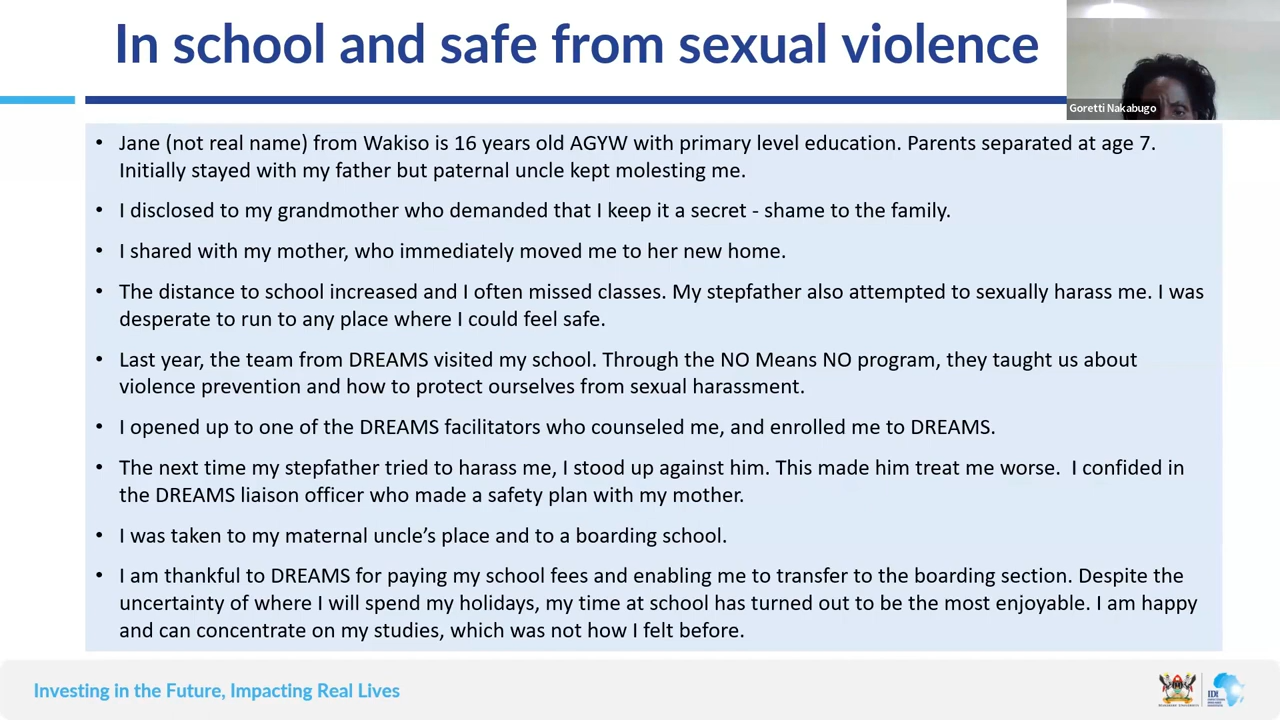 In school and safe from sexual violence
Goretti Nakabugo
• Jane (not real name) from Wakiso is 16 years old AGYW with primary level education. Parents separated at age 7.
Initially stayed with my father but paternal uncle kept molesting me.
• I disclosed to my grandmother who demanded that I keep it a secret - shame to the family.
• I shared with my mother, who immediately moved me to her new home.
• The distance to school increased and I often missed classes. My stepfather also attempted to sexually harass me. I was
desperate to run to any place where I could feel safe.
• Last year, the team from DREAMS visited my school. Through the NO Means NO program, they taught us about
violence prevention and how to protect ourselves from sexual harassment.
• I opened up to one of the DREAMS facilitators who counseled me, and enrolled me to DREAMS.
• The next time my stepfather tried to harass me, I stood up against him. This made him treat me worse.  I confided in
the DREAMS liaison officer who made a safety plan with my mother.
• I was taken to my maternal uncle’s place and to a boarding school.
• I am thankful to DREAMS for paying my school fees and enabling me to transfer to the boarding section. Despite the
uncertainty of where I will spend my holidays, my time at school has turned out to be the most enjoyable. I am happy
and can concentrate on my studies, which was not how I felt before.
Investing in the Future, Impacting Real Lives
IDI